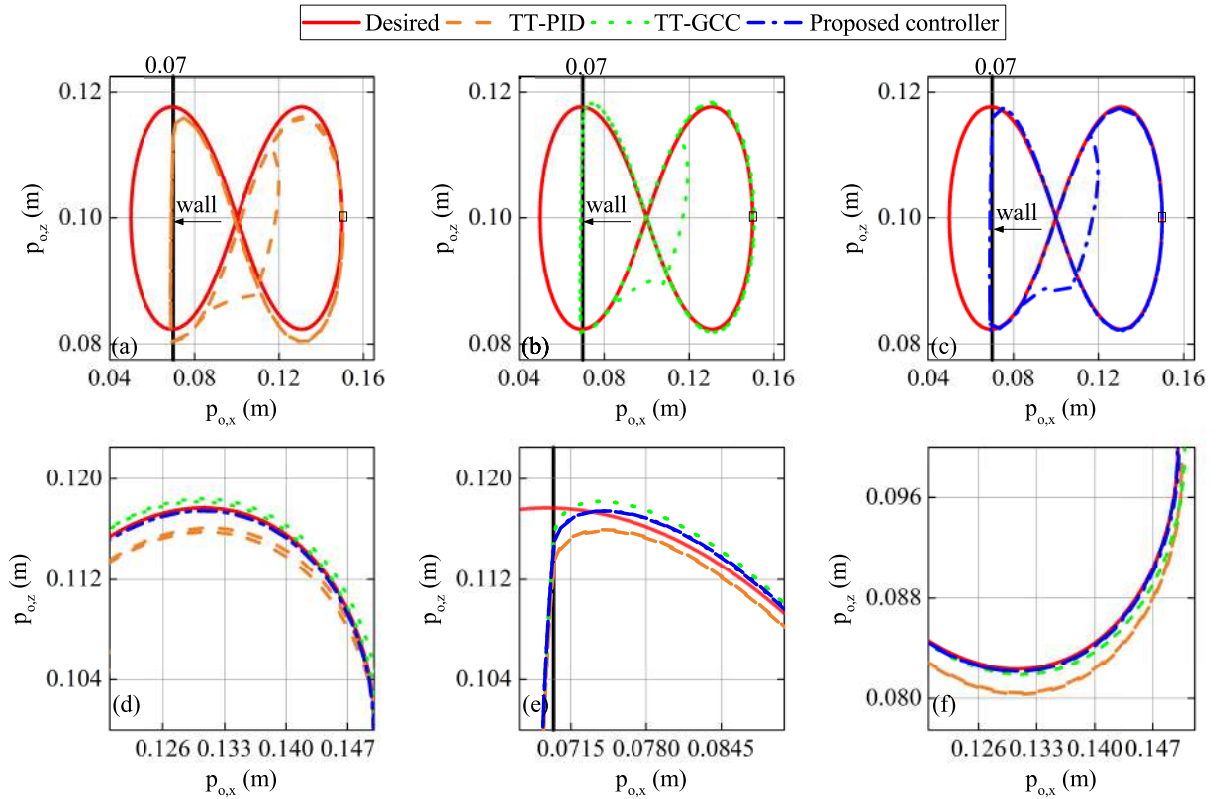 Desired TT-PID TT-GCC Proposed controller
0.07 0.07 0.07
0.12 0.12 0.12
p_o,z (m) p_o,z (m) p_o,z (m)
wall wall wall
0.10 0.10 0.10
0.08 0.08 0.08
(a) (b) (c)
0.04 0.08 0.12 0.16 0.04 0.08 0.12 0.16 0.04 0.08 0.12 0.16
p_o,x (m) p_o,x (m) p_o,x (m)
0.120 0.120 0.096
p_o,z (m) p_o,z (m) p_o,z (m)
0.112 0.112 0.088
0.104 0.104 0.080
(d) (e) (f)
0.126 0.133 0.140 0.147 0.0715 0.0780 0.0845 0.126 0.133 0.140 0.147
p_o,x (m) p_o,x (m) p_o,x (m)